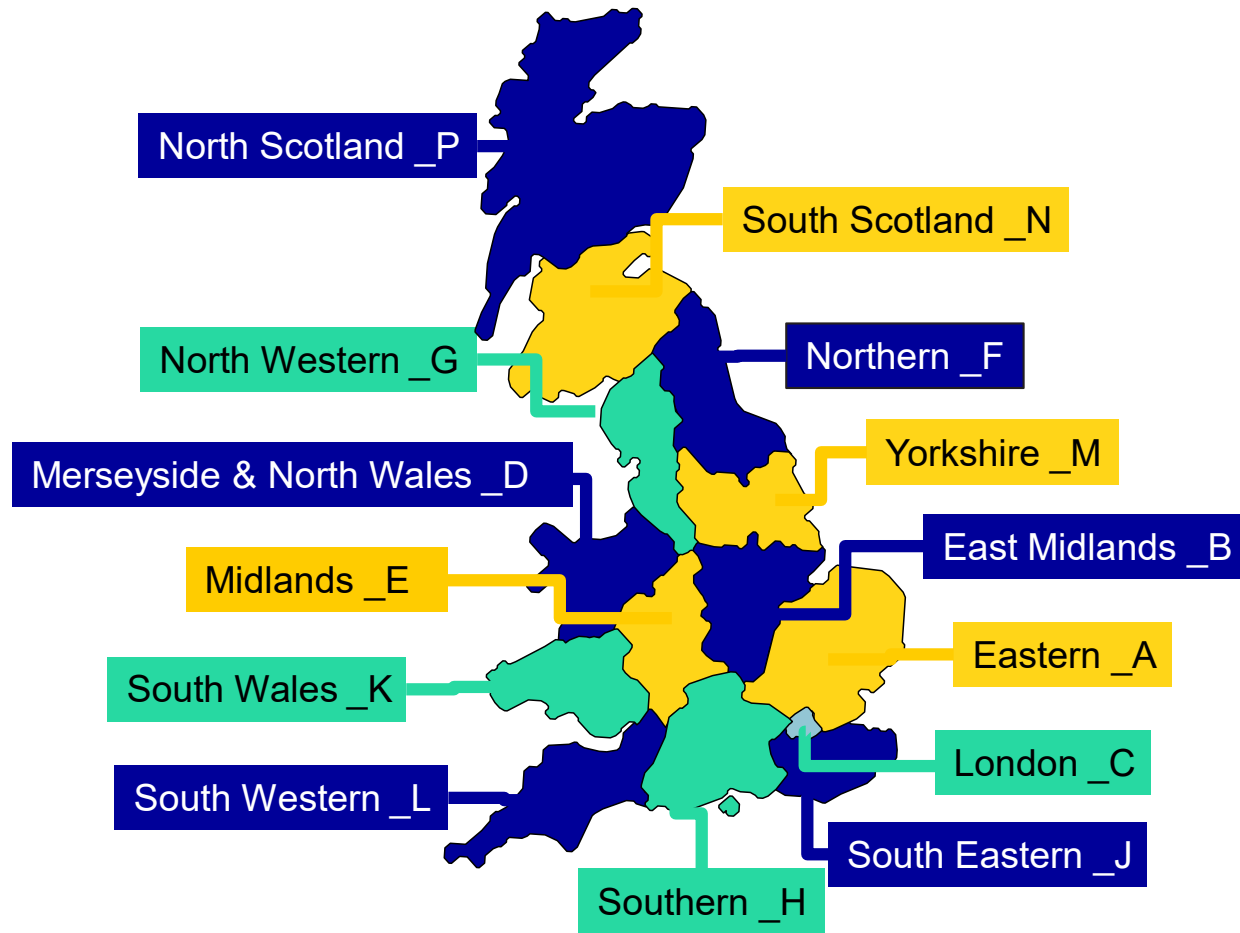 North Scotland _P
South Scotland _N
North Western _G
Northern _F
Yorkshire _M
Merseyside & North Wales _D
East Midlands _B
Midlands _E
Eastern _A
South Wales _K
London _C
South Western _L
South Eastern _J
Southern _H